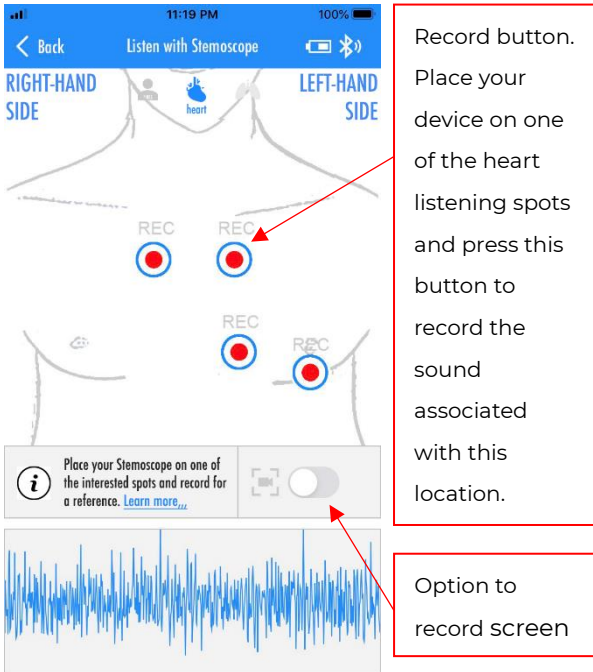 11:19 PM
100%
Back
Listen with Stemoscope
RIGHT-HAND
SIDE
heart
LEFT-HAND
SIDE
REC
REC
REC
REC
i
Place your Stemoscope on one of
the interested spots and record for
a reference. Learn more,,,
Record button.
Place your
device on one
of the heart
listening spots
and press this
button to
record the
sound
associated
with this
location.
Option to
record screen